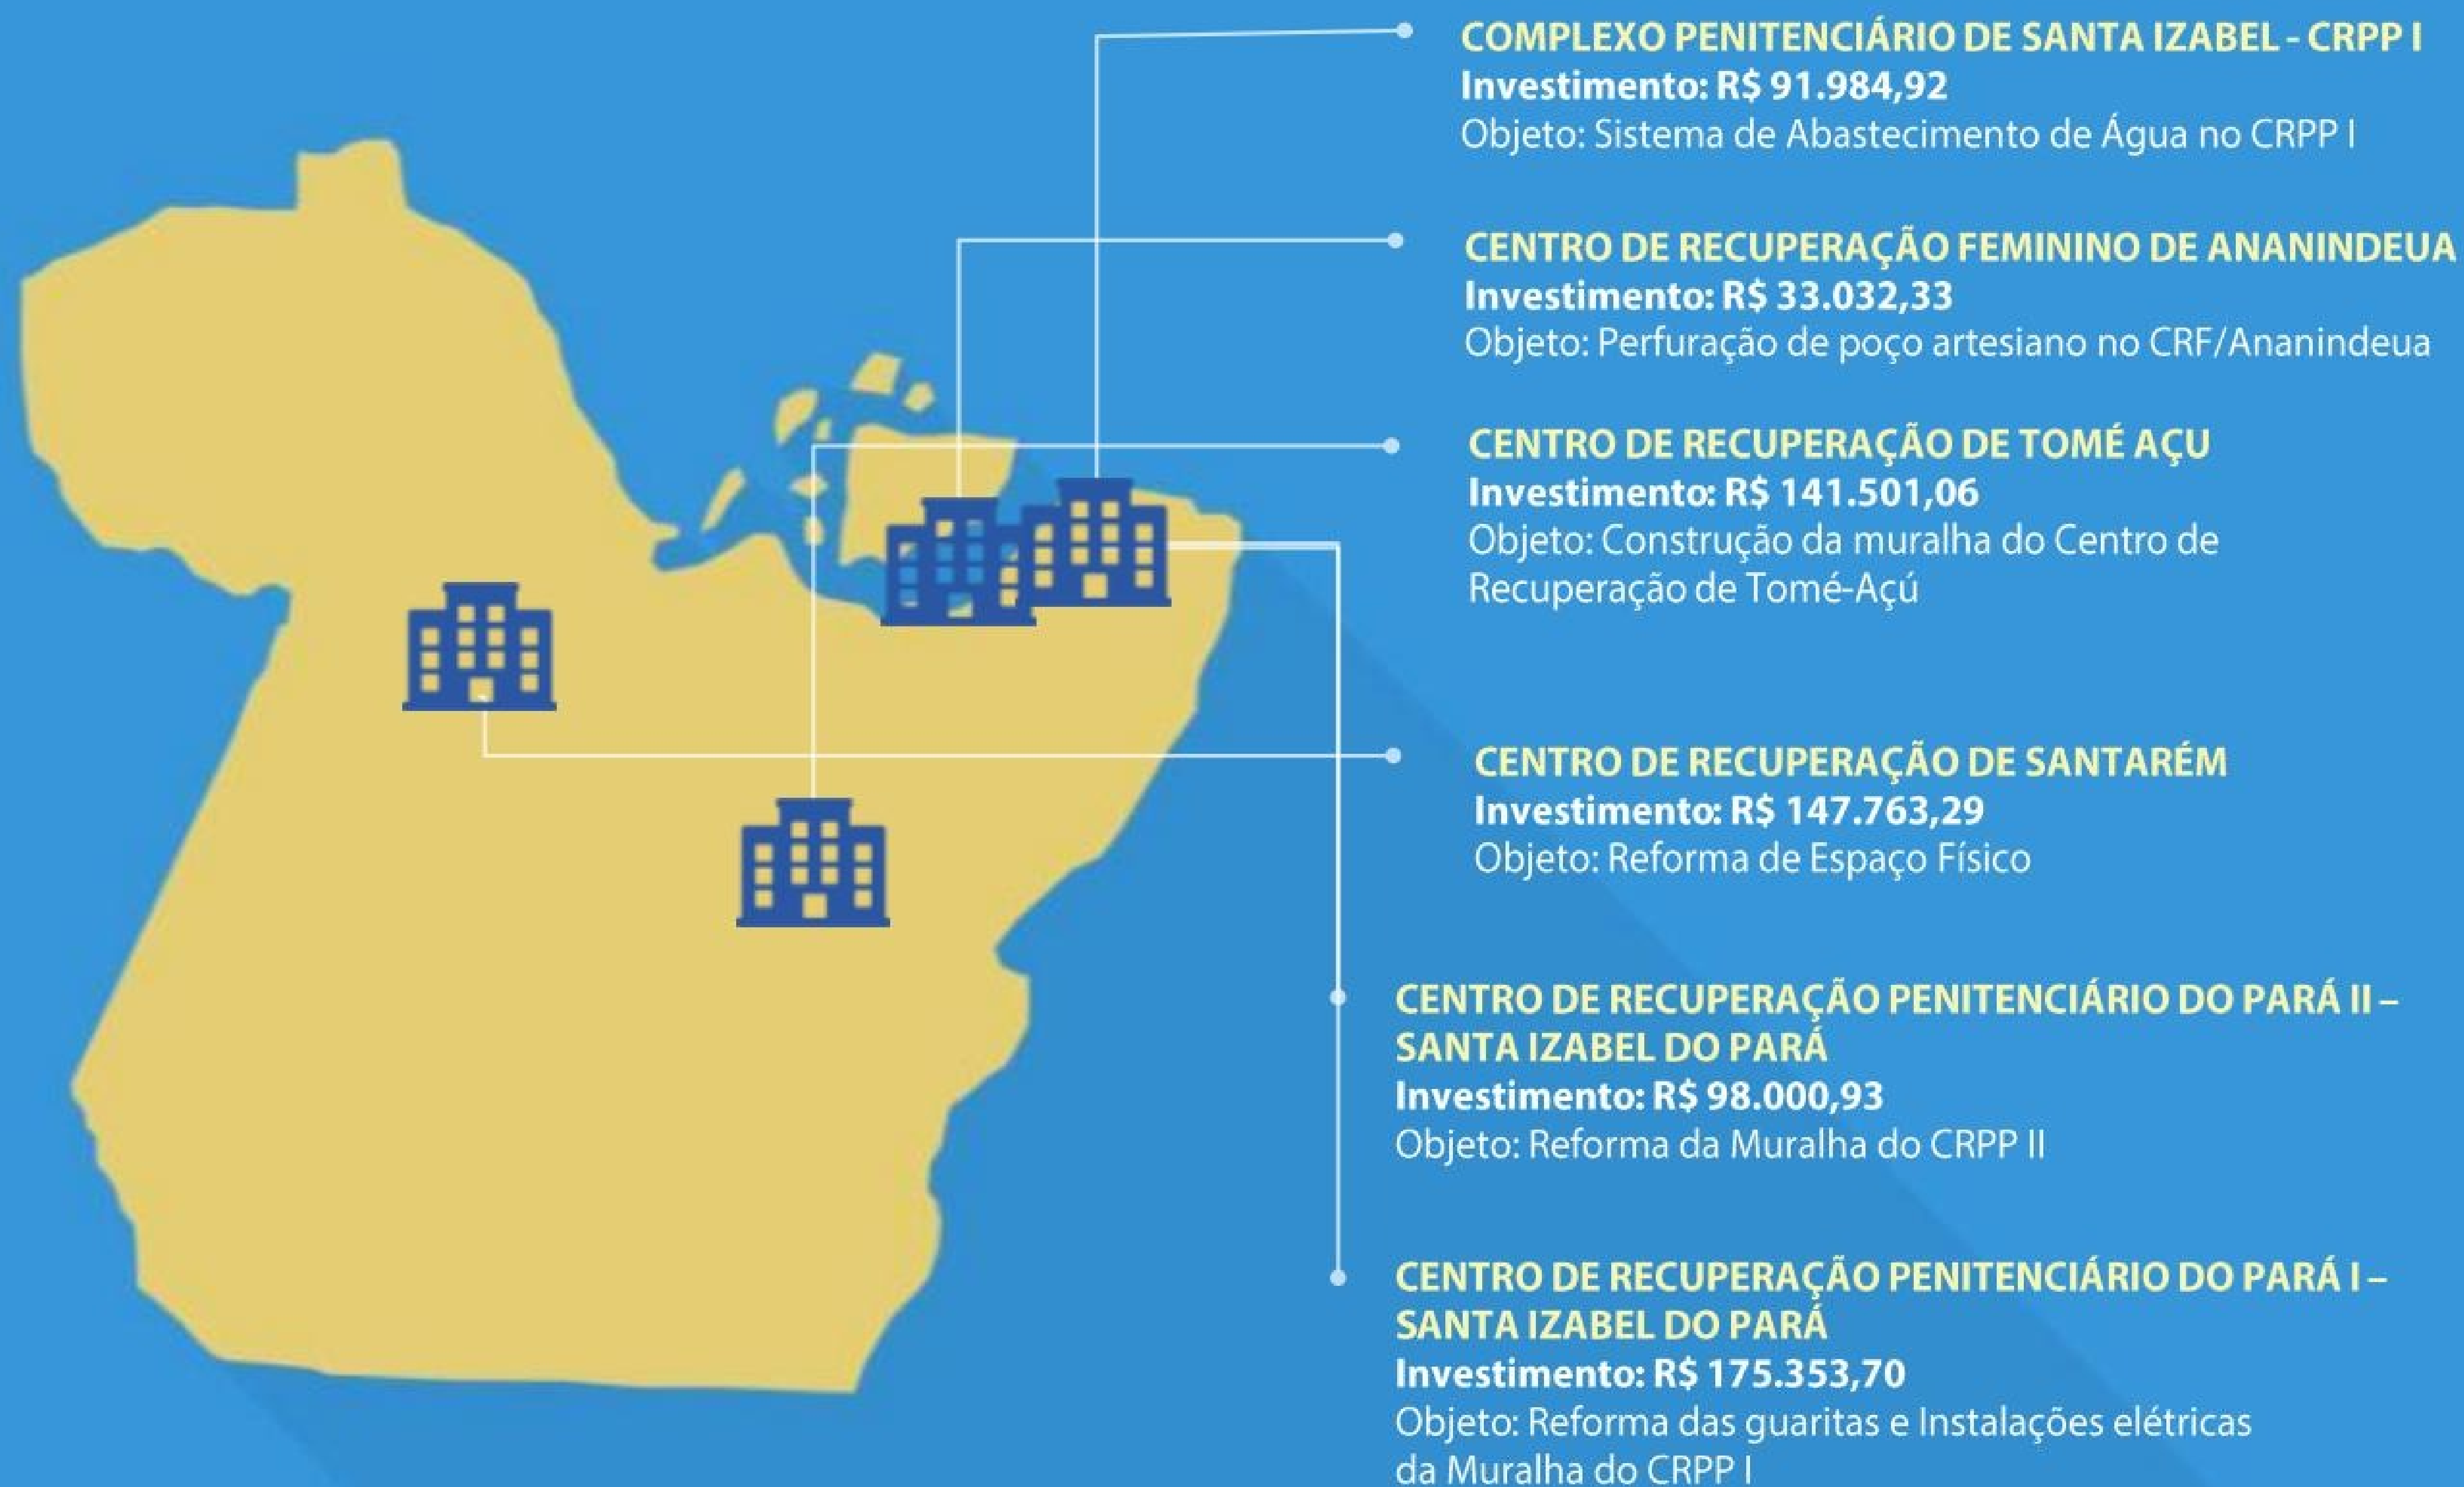 COMPLEXO PENITENCIÁRIO DE SANTA IZABEL - CRPP I
Investimento: R$ 91.984,92
Objeto: Sistema de Abastecimento de Água no CRPP I
CENTRO DE RECUPERAÇÃO FEMININO DE ANANINDEUA
Investimento: R$ 33.032,33
Objeto: Perfuração de poço artesiano no CRF/Ananindeua
CENTRO DE RECUPERAÇÃO DE TOMÉ AÇU
Investimento: R$ 141.501,06
Objeto: Construção da muralha do Centro de
Recuperação de Tomé-Açú
CENTRO DE RECUPERAÇÃO DE SANTARÉM
Investimento: R$ 147.763,29
Objeto: Reforma de Espaço Físico
CENTRO DE RECUPERAÇÃO PENITENCIÁRIO DO PARÁ II –
SANTA IZABEL DO PARÁ
Investimento: R$ 98.000,93
Objeto: Reforma da Muralha do CRPP II
CENTRO DE RECUPERAÇÃO PENITENCIÁRIO DO PARÁ I –
SANTA IZABEL DO PARÁ
Investimento: R$ 175.353,70
Objeto: Reforma das guaritas e Instalações elétricas
da Muralha do CRPP I